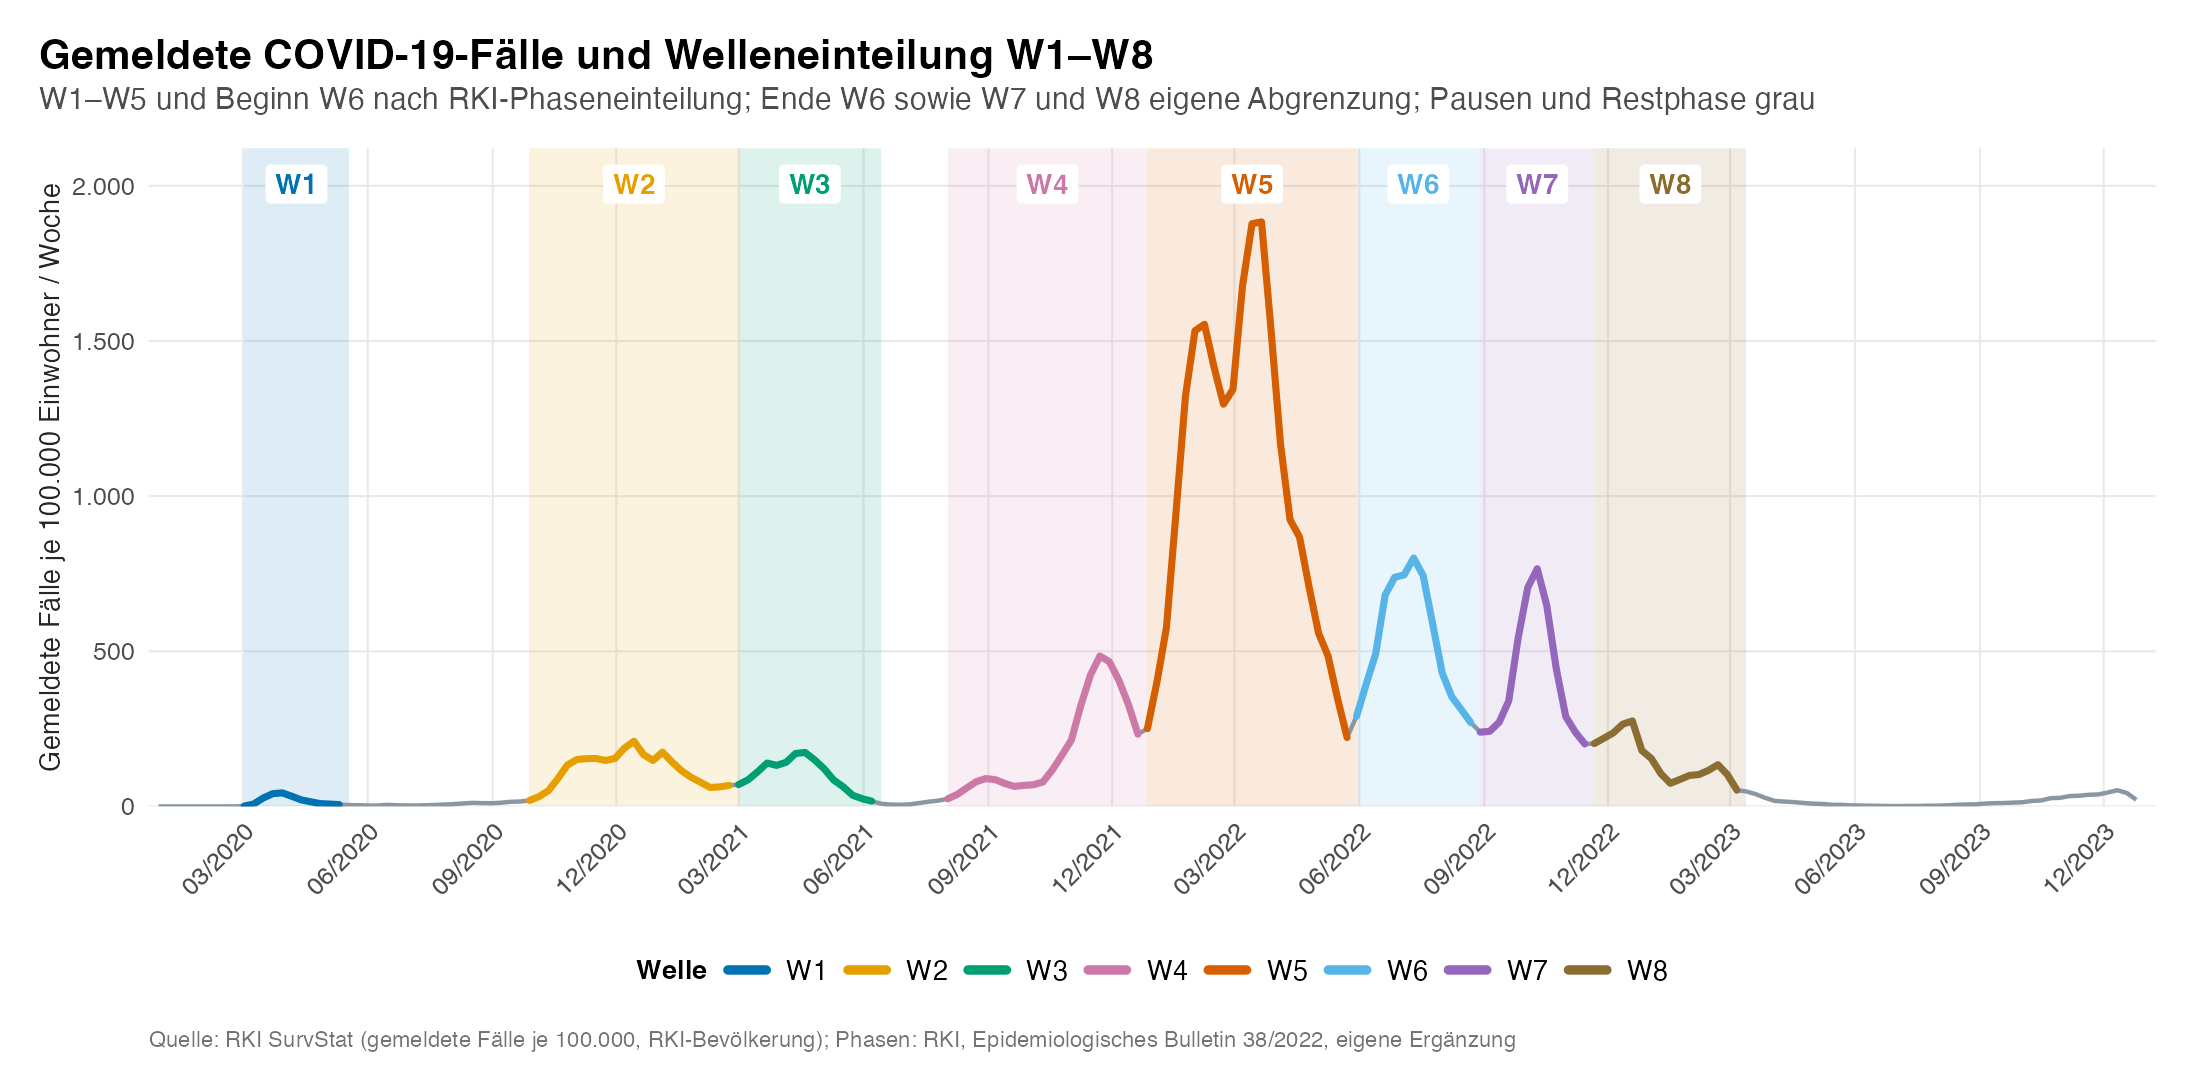 Gemeldete COVID-19-Fälle und Welleneinteilung W1–W8
W1–W5 und Beginn W6 nach RKI-Phaseneinteilung; Ende W6 sowie W7 und W8 eigene Abgrenzung; Pausen und Restphase grau
Gemeldete Fälle je 100.000 Einwohner / Woche
2.000
1.500
1.000
500
0
W1
W2
W3
W4
W5
W6
W7
W8
03/2020
06/2020
09/2020
12/2020
03/2021
06/2021
09/2021
12/2021
03/2022
06/2022
09/2022
12/2022
03/2023
06/2023
09/2023
12/2023
Welle W1 W2 W3 W4 W5 W6 W7 W8
Quelle: RKI SurvStat (gemeldete Fälle je 100.000, RKI-Bevölkerung); Phasen: RKI, Epidemiologisches Bulletin 38/2022, eigene Ergänzung